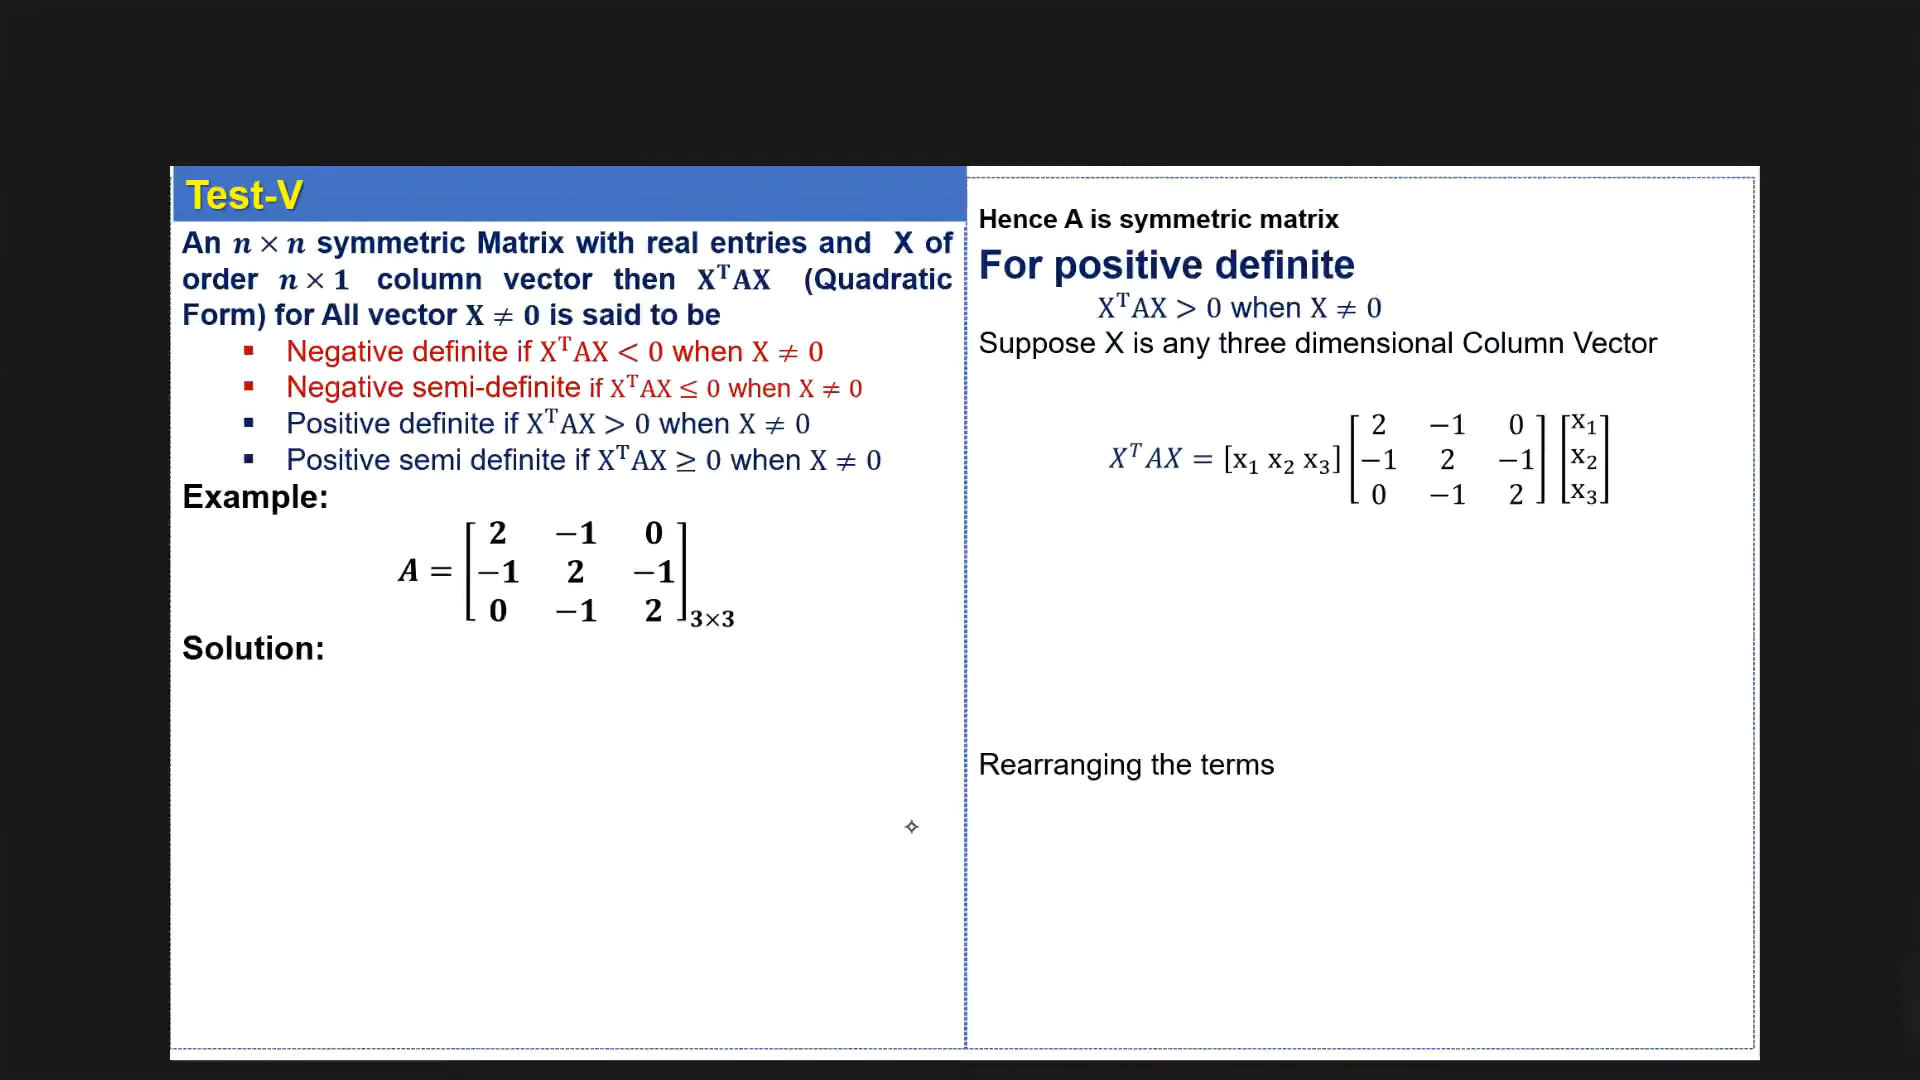 Test-V
An n × n symmetric Matrix with real entries and X of
order n × 1 column vector then XᵀAX (Quadratic
Form) for All vector X ≠ 0 is said to be
▪ Negative definite if XᵀAX < 0 when X ≠ 0
▪ Negative semi-definite if XᵀAX ≤ 0 when X ≠ 0
▪ Positive definite if XᵀAX > 0 when X ≠ 0
▪ Positive semi definite if XᵀAX ≥ 0 when X ≠ 0
Example:
A = [2 −1 0
−1 2 −1
0 −1 2]₃ₓ₃
Solution:
Hence A is symmetric matrix
For positive definite
XᵀAX > 0 when X ≠ 0
Suppose X is any three dimensional Column Vector
XᵀAX = [x₁ x₂ x₃] [2 −1 0
−1 2 −1
0 −1 2] [x₁
x₂
x₃]
Rearranging the terms